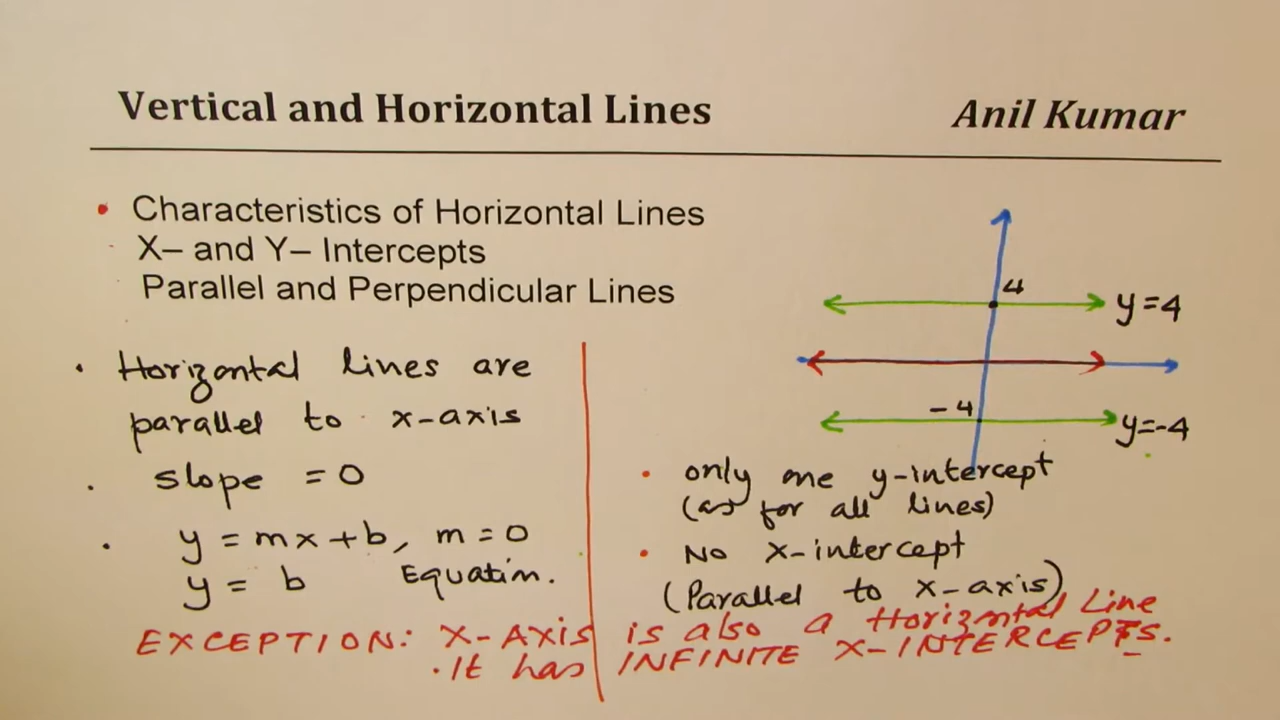 Vertical and Horizontal Lines
Anil Kumar
• Characteristics of Horizontal Lines
X– and Y– Intercepts
Parallel and Perpendicular Lines
• Horizontal lines are
parallel to x-axis
• slope = 0
• y = mx + b, m = 0
y = b Equatin.
4
y = 4
-4
y=-4
• only one y-intercept
(as for all lines)
• No x-intercept
(Parallel to x-axis)
EXCEPTION: X-AXIS is also a Horizontal Line
• It has INFINITE X-INTERCEPTS.